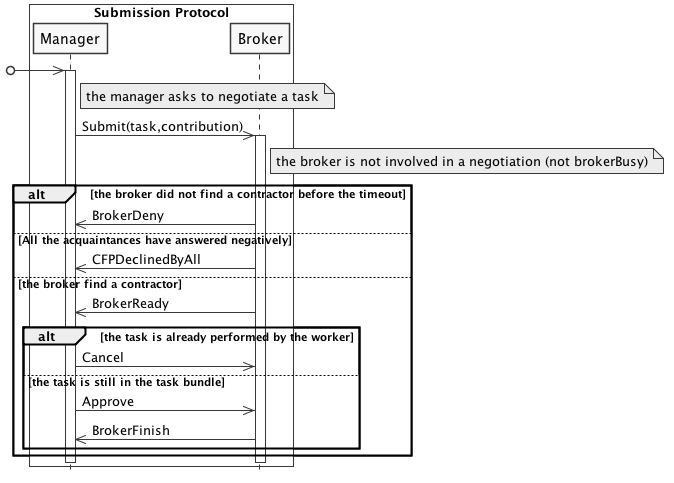 Submission Protocol
Manager
Broker
the manager asks to negotiate a task
Submit(task,contribution)
the broker is not involved in a negotiation (not brokerBusy)
alt
[the broker did not find a contractor before the timeout]
BrokerDeny
[All the acquaintances have answered negatively]
CFPDeclinedByAll
[the broker find a contractor]
BrokerReady
alt
[the task is already performed by the worker]
Cancel
[the task is still in the task bundle]
Approve
BrokerFinish